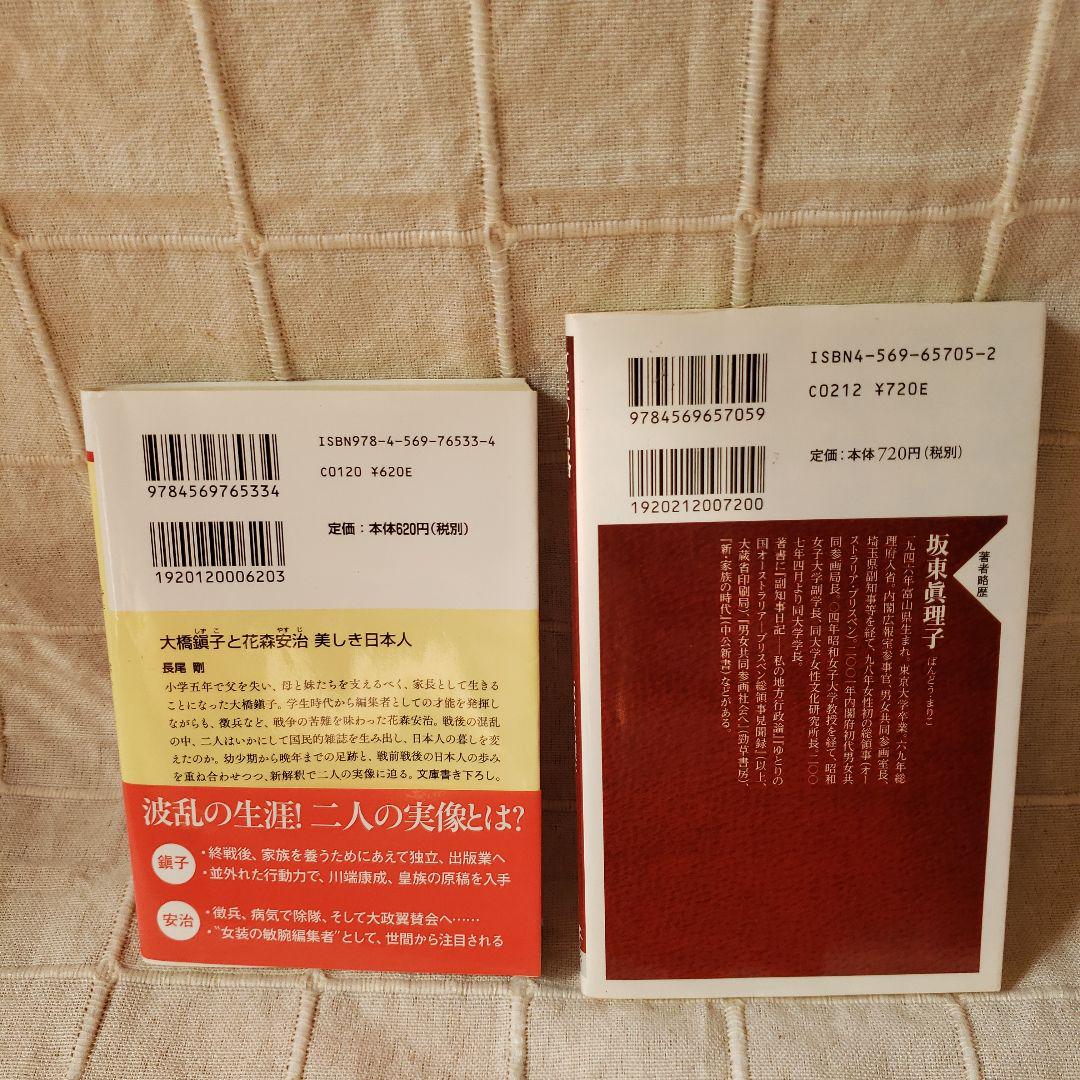 9784569765334
ISBN978-4-569-76533-4
C0120 ¥620E
1920120006203
定価：本体620円（税別）
大橋鎭子と花森安治 美しき日本人
しずこ
やすじ
長尾 剛
小学五年で父を失い、母と妹たちを支えるべく、家長として生きる
ことになった大橋鎭子。学生時代から編集者としての才能を発揮し
ながらも、徴兵など、戦争の苦難を味わった花森安治。戦後の混乱
の中、二人はいかにして国民的雑誌を生み出し、日本人の暮しを変
えたのか。幼少期から晩年までの足跡と、戦前戦後の日本人の歩み
を重ね合わせつつ、新解釈で二人の実像に迫る。文庫書き下ろし。
波乱の生涯！二人の実像とは？
鎭子
・終戦後、家族を養うためにあえて独立、出版業へ
・並外れた行動力で、川端康成、皇族の原稿を入手
安治
・徴兵、病気で除隊、そして大政翼賛会へ……
・“女装の敏腕編集者”として、世間から注目される
9784569657059
ISBN4-569-65705-2
C0212 ¥720E
1920212007200
定価：本体720円（税別）
著者略歴
坂東眞理子 ばんどう・まりこ
一九四六年富山県生まれ。東京大学卒業。六九年総
理府入省。内閣広報室参事官、男女共同参画室長、
埼玉県副知事等を経て、九八年女性初の総領事（オー
ストラリア・ブリスベン）。二〇〇一年内閣府初代男女共
同参画局長。〇四年昭和女子大学教授を経て、昭和
女子大学副学長、同大学女性文化研究所長。二〇〇
七年四月より同大学学長。
著書に『副知事日記――私の地方行政論』『ゆとりの
国オーストラリア――ブリスベン総領事見聞録』（以上、
大蔵省印刷局）、『男女共同参画社会へ』（勁草書房）、
『新・家族の時代』（中公新書）などがある。